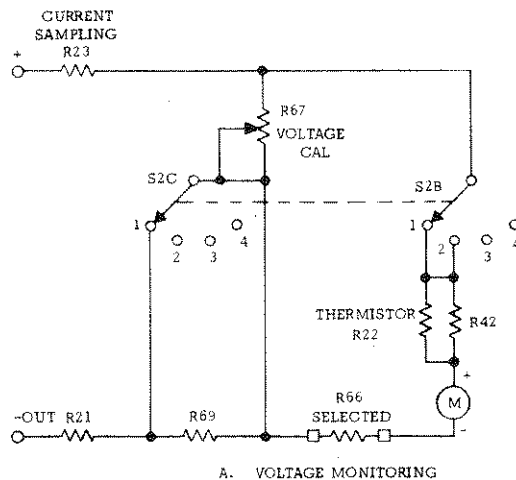 CURRENT
SAMPLING
R23
+
R67
VOLTAGE
CAL
S2C
S2B
1
2
3
4
1
2
3
4
THERMISTOR
R22
R42
+
M
-
-OUT
R21
R69
R66
SELECTED
A. VOLTAGE MONITORING